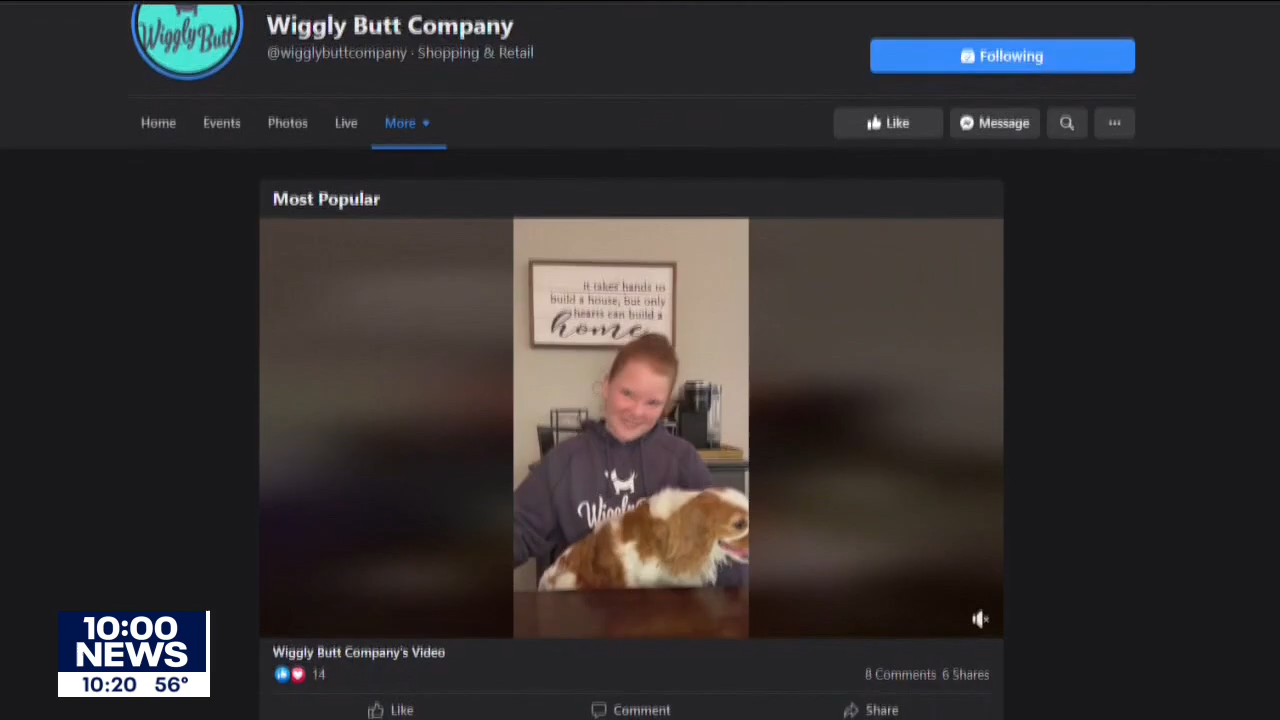 Wiggly Butt
Wiggly Butt Company
@wigglybuttcompany · Shopping & Retail
Following
Home Events Photos Live More
Like Message ...
Most Popular
it takes hands to
build a house, but only
hearts can build a
home
Wiggly Butt Company's Video
14
8 Comments 6 Shares
Like Comment Share
10:00
NEWS
10:20 56°